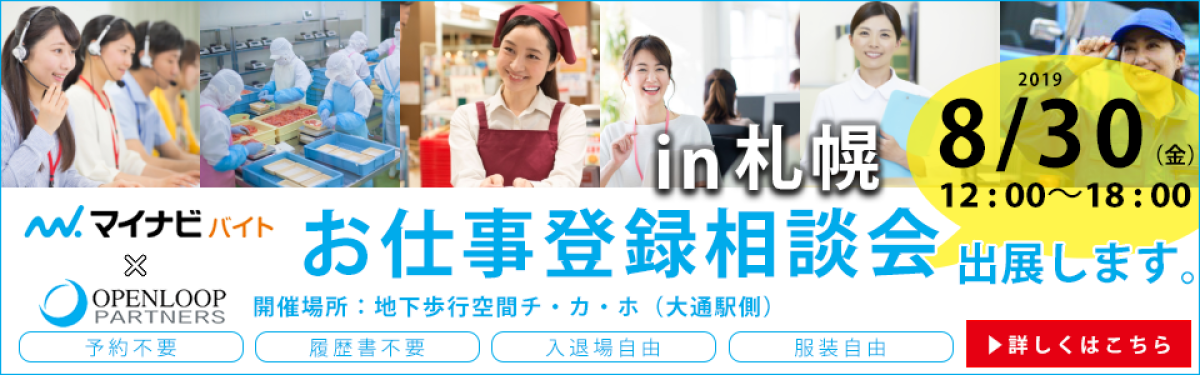 2019
8/30（金）
12：00～18：00
in札幌
マイナビバイト
×
OPENLOOP
PARTNERS
お仕事登録相談会
出展します。
開催場所：地下歩行空間チ・カ・ホ（大通駅側）
予約不要
履歴書不要
入退場自由
服装自由
▶詳しくはこちら